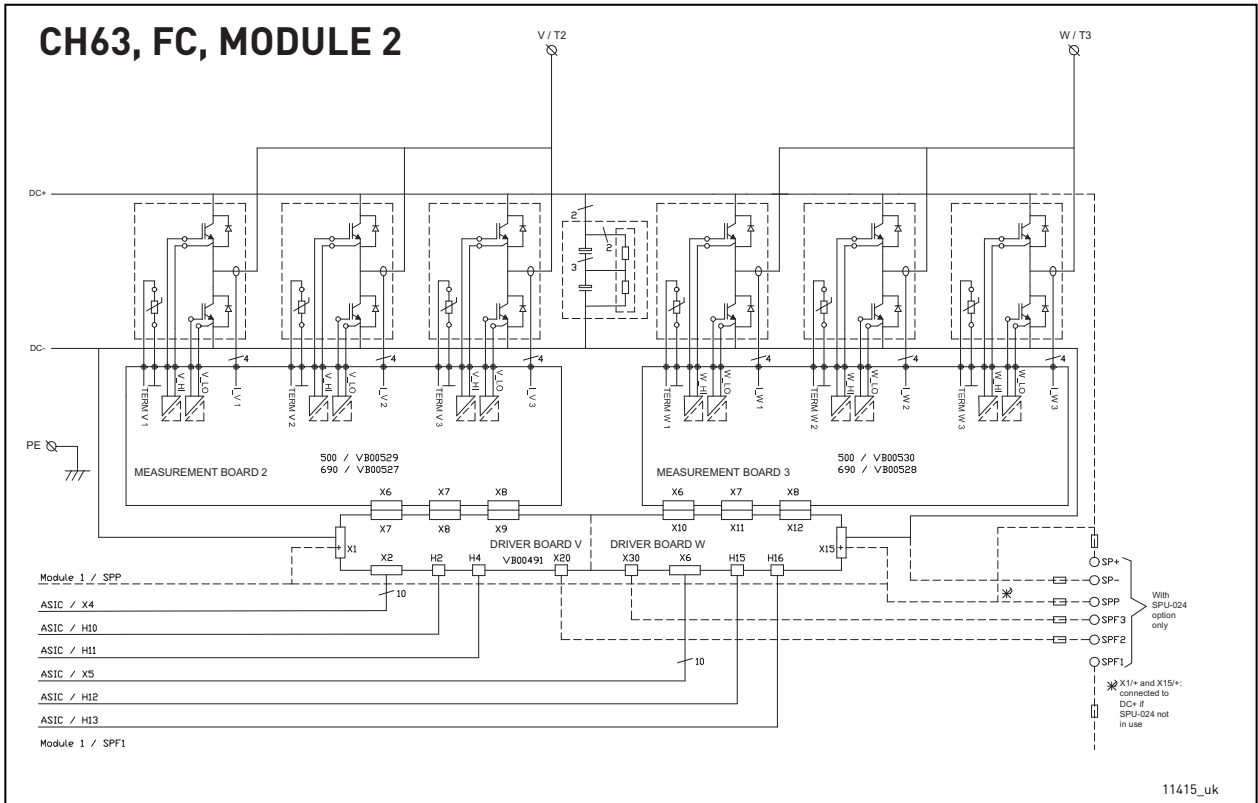 CH63, FC, MODULE 2
V / T2
W / T3
DC+
2
2
3
DC-
4
4
4
4
4
4
TERM V 1
V_HI
V_LO
I_V 1
TERM V 2
V_HI
V_LO
I_V 2
TERM V 3
V_HI
V_LO
I_V 3
TERM W 1
W_HI
W_LO
I_W 1
TERM W 2
W_HI
W_LO
I_W 2
TERM W 3
W_HI
W_LO
I_W 3
PE
MEASUREMENT BOARD 2
500 / VB00529
690 / VB00527
MEASUREMENT BOARD 3
500 / VB00530
690 / VB00528
X6 X7 X8
X6 X7 X8
X7 X8 X9
X10 X11 X12
DRIVER BOARD V
DRIVER BOARD W
VB00491
+ X1
X2 H2 H4 X20
X30 X6 H15 H16
X15 +
Module 1 / SPP
10
ASIC / X4
ASIC / H10
ASIC / H11
10
ASIC / X5
ASIC / H12
ASIC / H13
Module 1 / SPF1
SP+
SP-
SPP
SPF3
SPF2
SPF1
With
SPU-024
option
only
X1/+ and X15/+:
connected to
DC+ if
SPU-024 not
in use
11415_uk